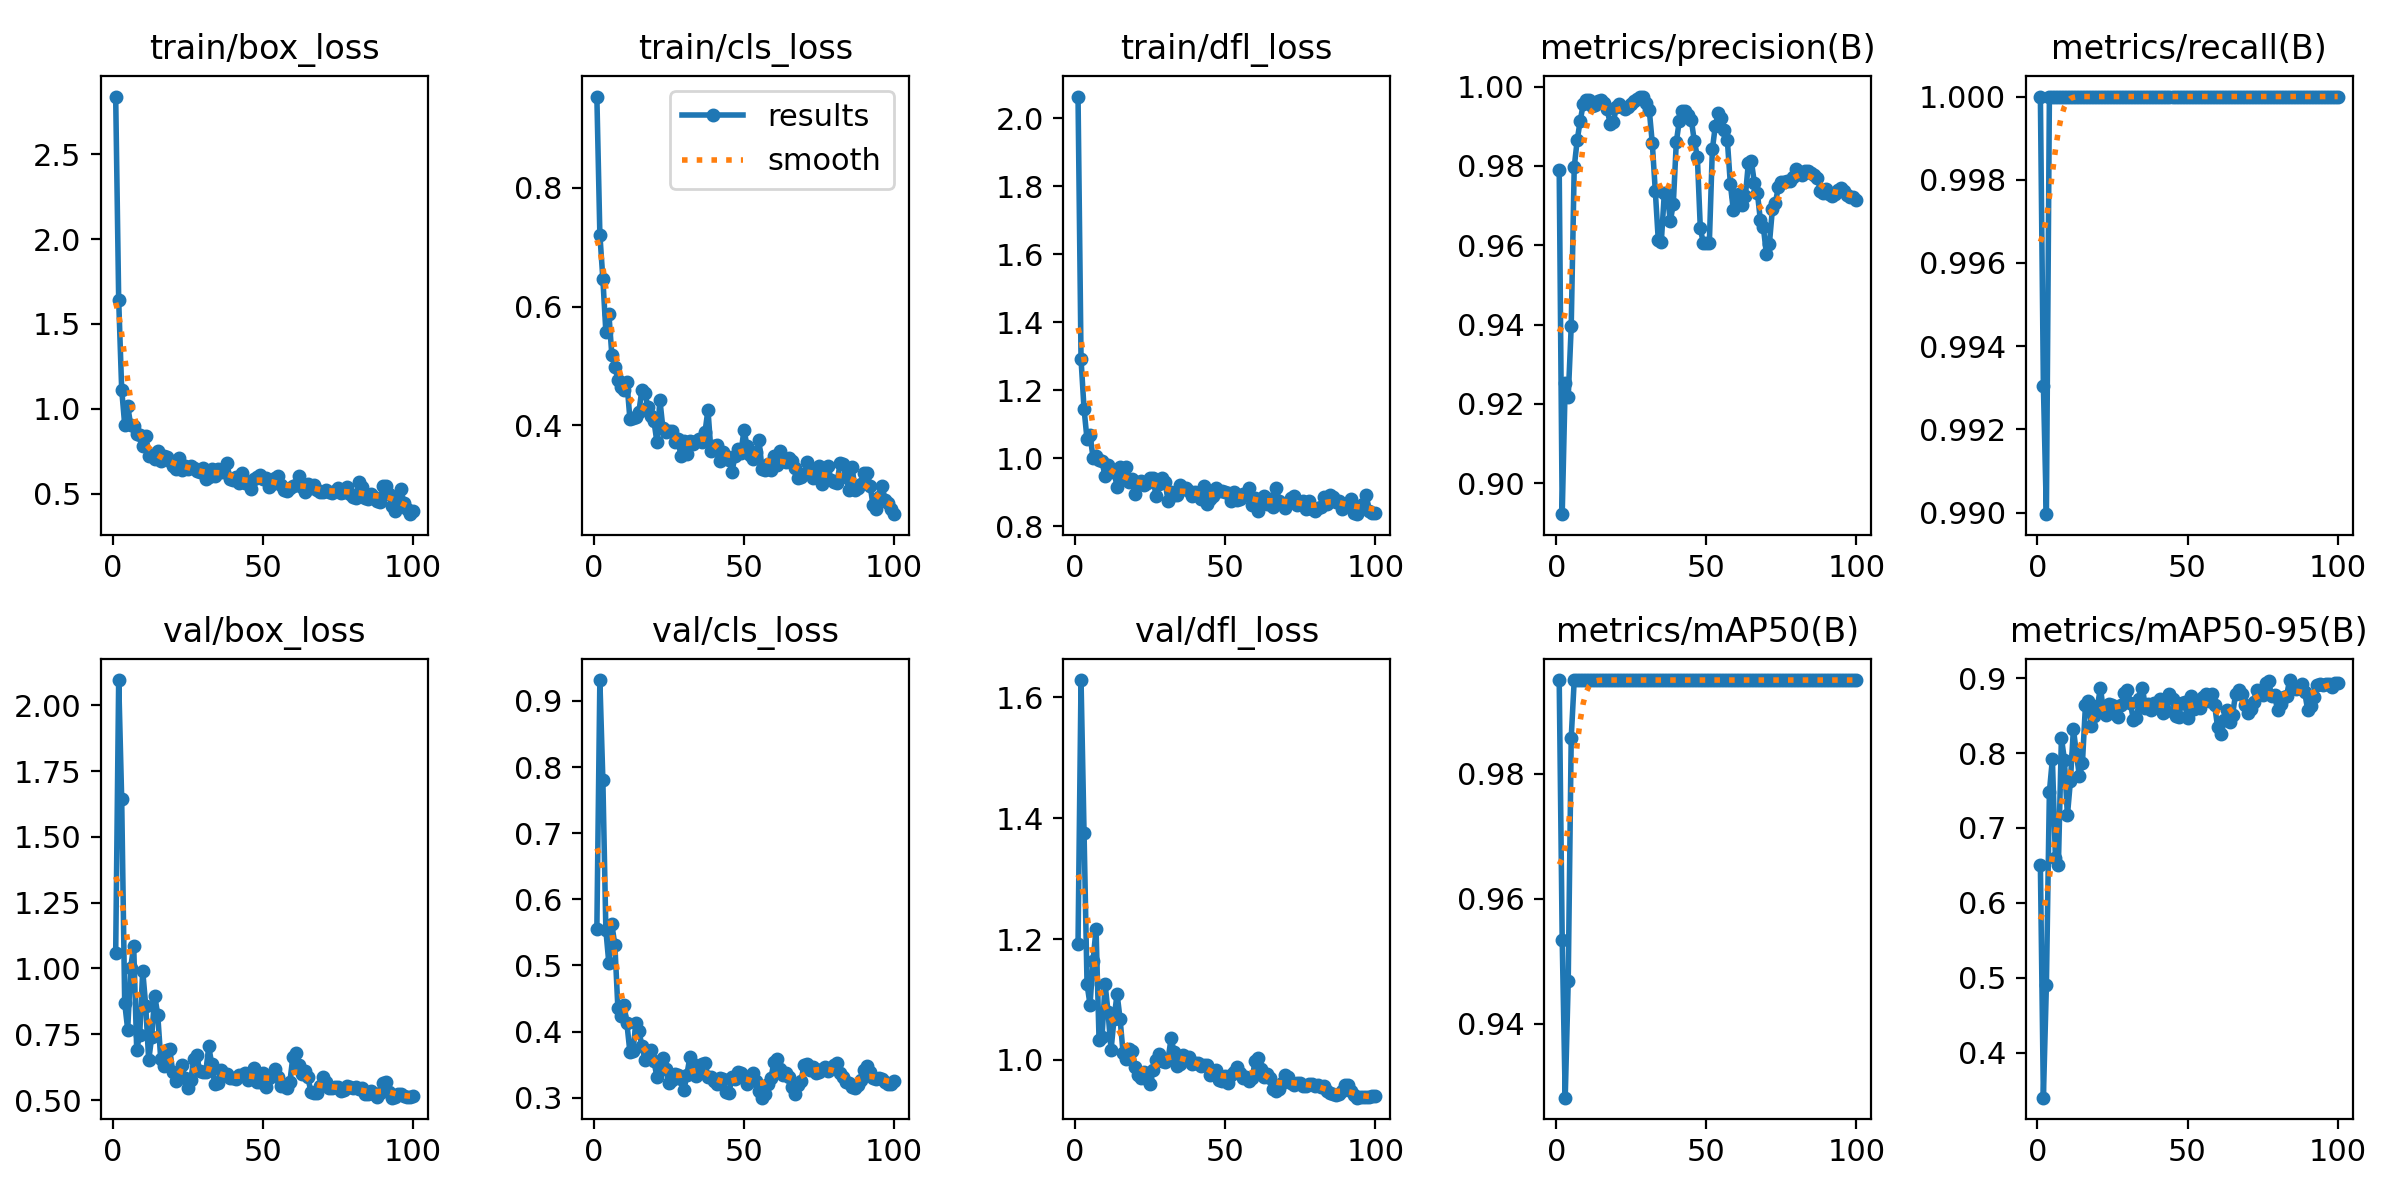 train/box_loss
2.5
2.0
1.5
1.0
0.5
0 50 100
train/cls_loss
results
smooth
0.8
0.6
0.4
0 50 100
train/dfl_loss
2.0
1.8
1.6
1.4
1.2
1.0
0.8
0 50 100
metrics/precision(B)
1.00
0.98
0.96
0.94
0.92
0.90
0 50 100
metrics/recall(B)
1.000
0.998
0.996
0.994
0.992
0.990
0 50 100
val/box_loss
2.00
1.75
1.50
1.25
1.00
0.75
0.50
0 50 100
val/cls_loss
0.9
0.8
0.7
0.6
0.5
0.4
0.3
0 50 100
val/dfl_loss
1.6
1.4
1.2
1.0
0 50 100
metrics/mAP50(B)
0.98
0.96
0.94
0 50 100
metrics/mAP50-95(B)
0.9
0.8
0.7
0.6
0.5
0.4
0 50 100